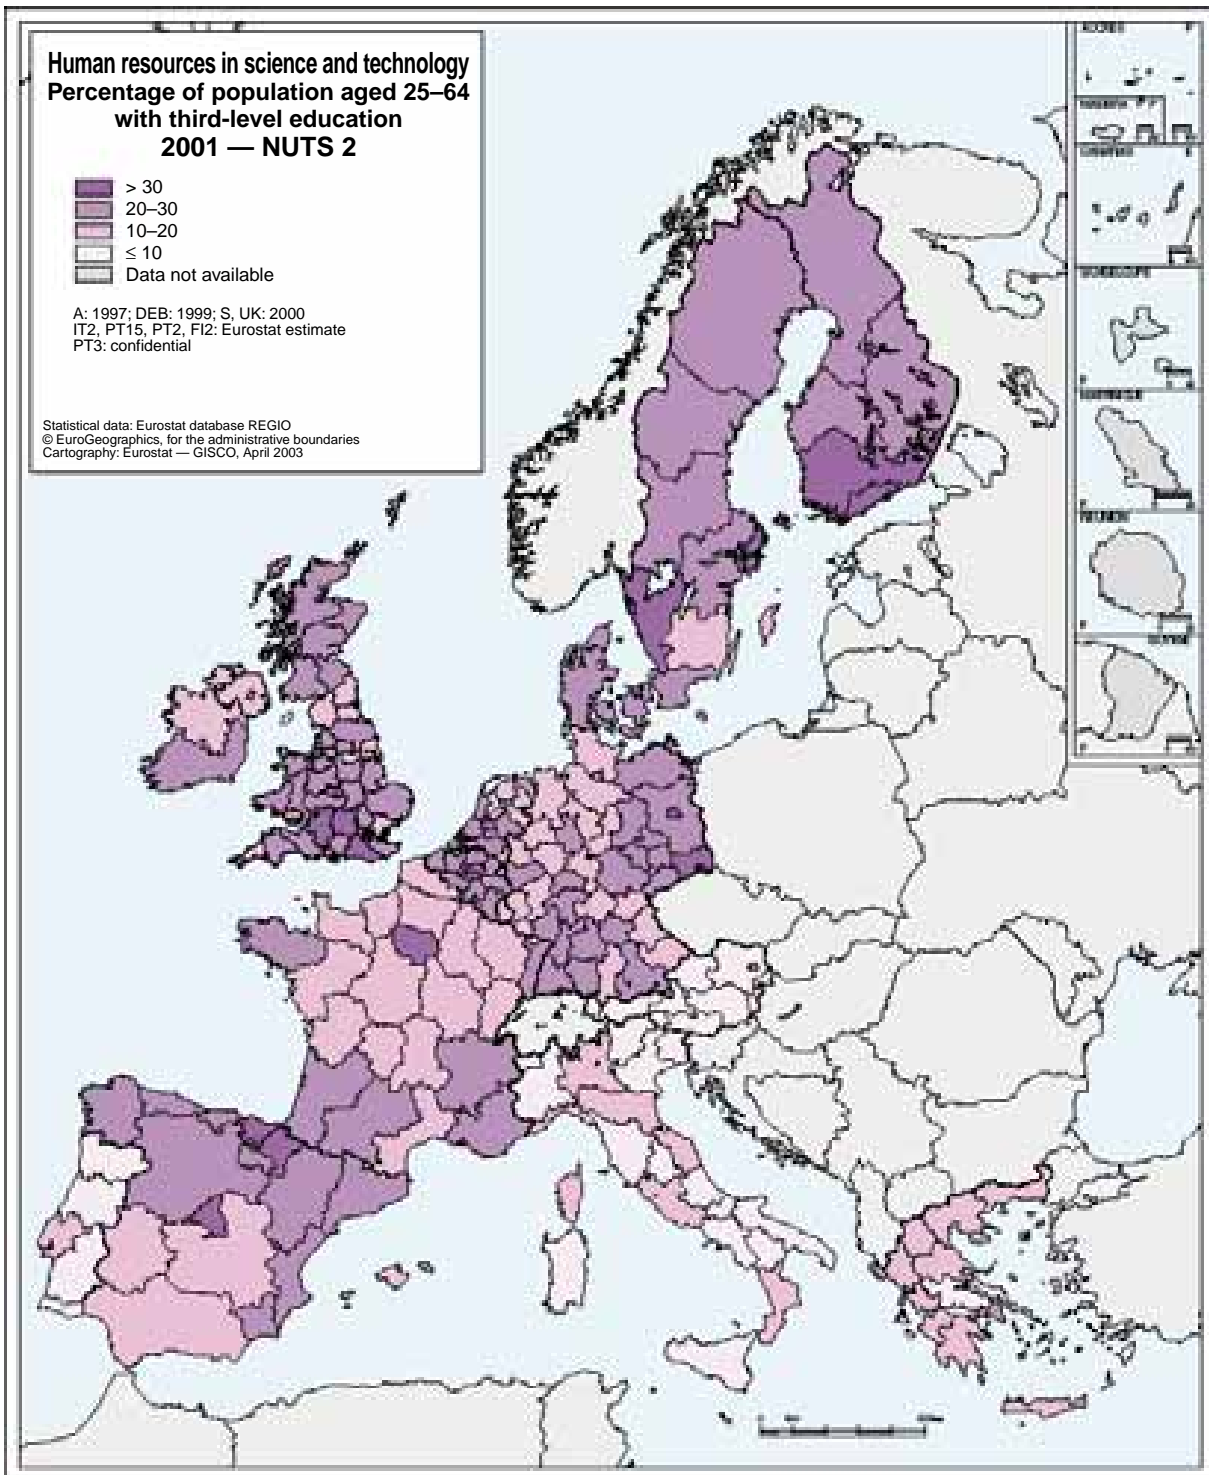 Human resources in science and technology
Percentage of population aged 25–64
with third-level education
2001 — NUTS 2
> 30
20–30
10–20
≤ 10
Data not available
A: 1997; DEB: 1999; S, UK: 2000
IT2, PT15, PT2, FI2: Eurostat estimate
PT3: confidential
Statistical data: Eurostat database REGIO
© EuroGeographics, for the administrative boundaries
Cartography: Eurostat — GISCO, April 2003